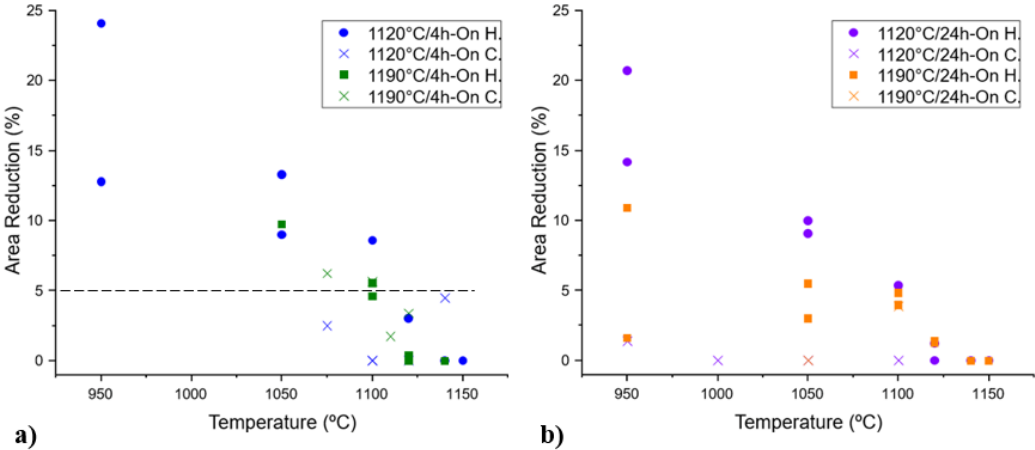 25
20
15
10
5
0
Area Reduction (%)
1120°C/4h-On H.
1120°C/4h-On C.
1190°C/4h-On H.
1190°C/4h-On C.
950 1000 1050 1100 1150
Temperature (ºC)
a)
25
20
15
10
5
0
Area Reduction (%)
1120°C/24h-On H.
1120°C/24h-On C.
1190°C/24h-On H.
1190°C/24h-On C.
950 1000 1050 1100 1150
Temperature (ºC)
b)